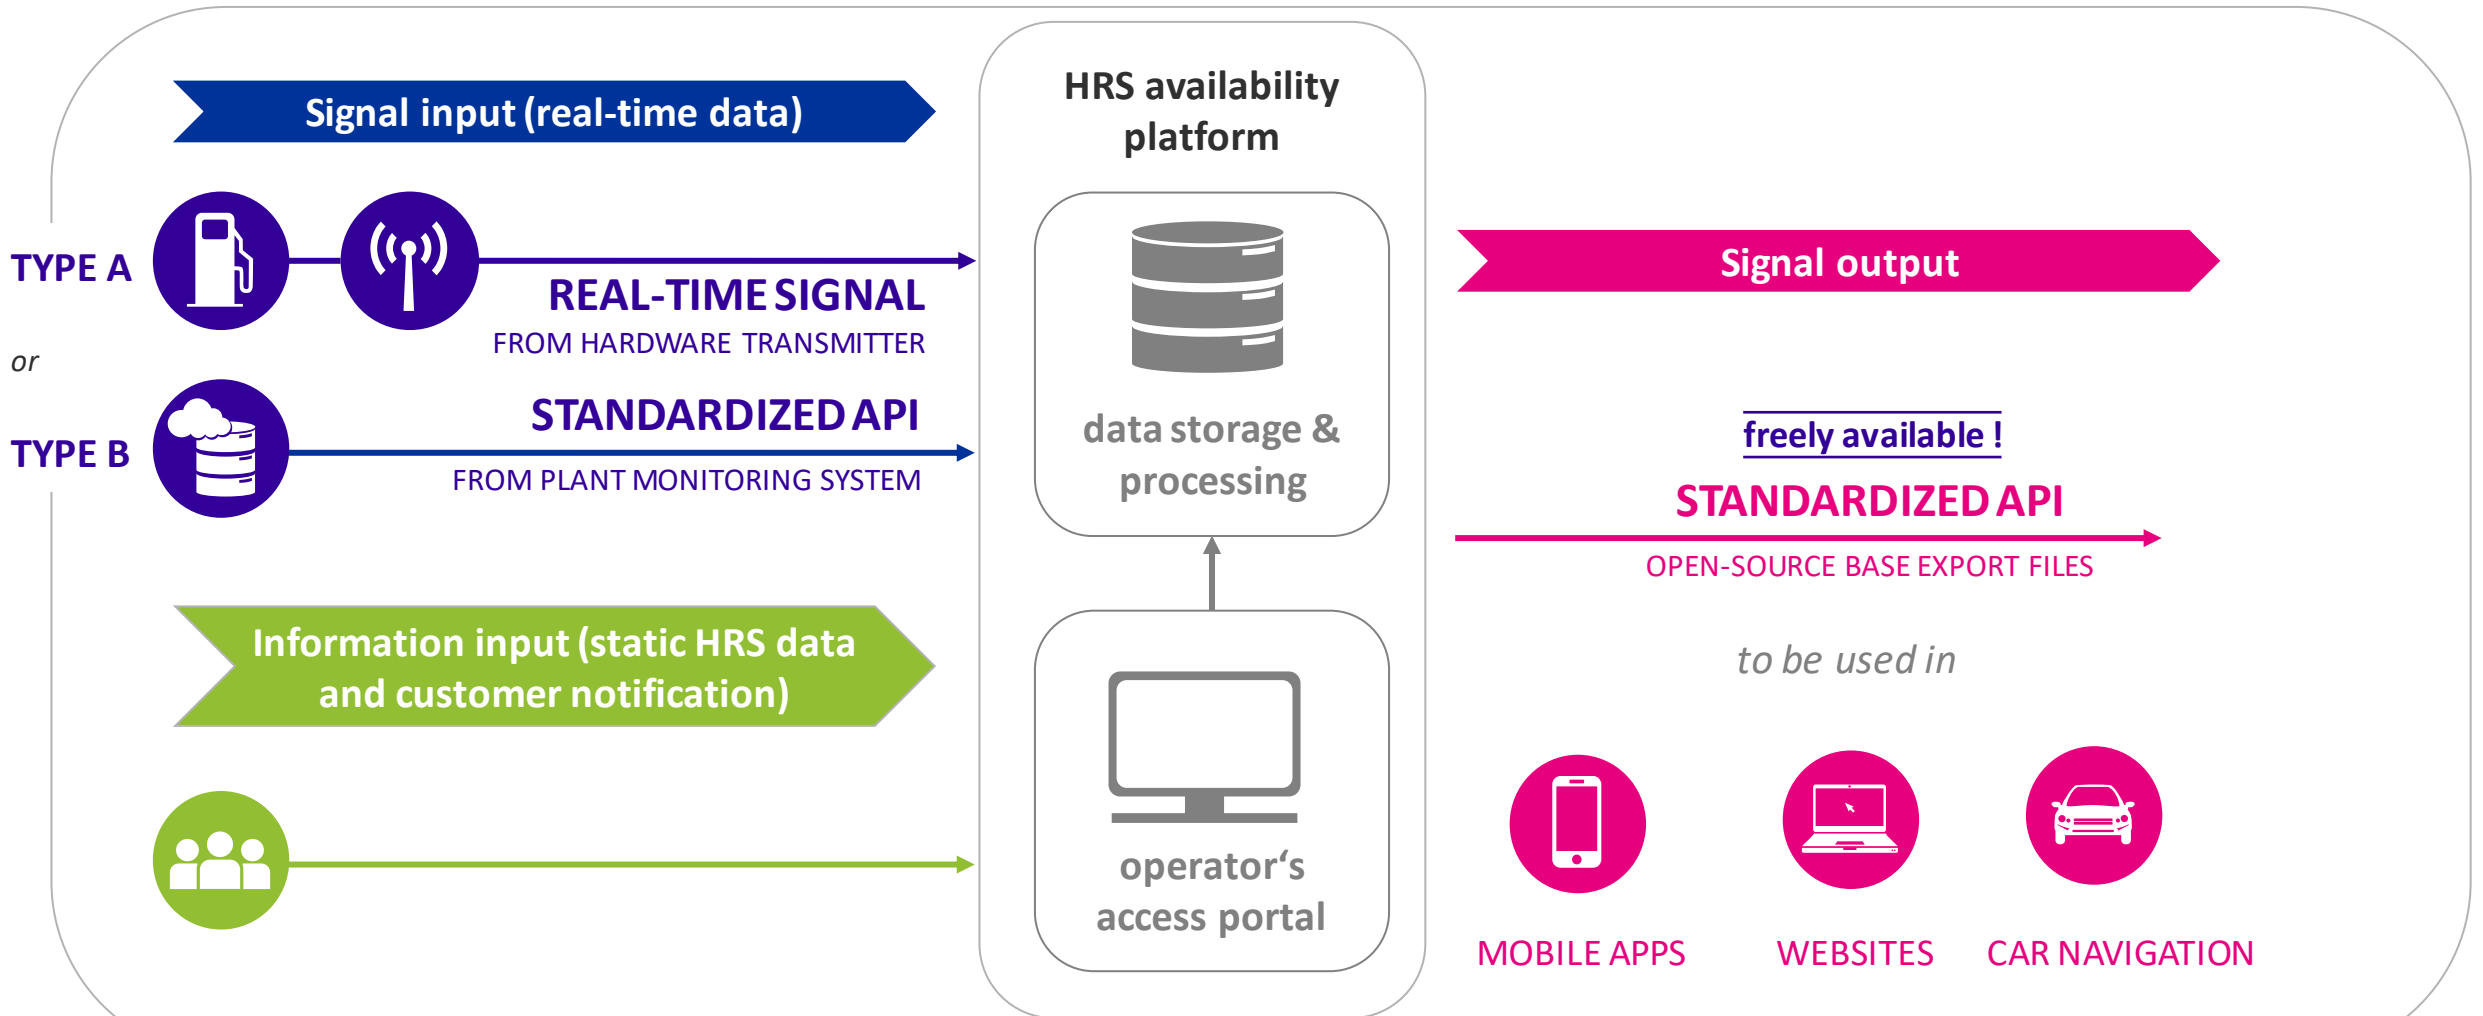 Signal input (real-time data)
TYPE A
REAL-TIME SIGNAL
FROM HARDWARE TRANSMITTER
or
TYPE B
STANDARDIZED API
FROM PLANT MONITORING SYSTEM
Information input (static HRS data
and customer notification)
HRS availability
platform
data storage &
processing
operator‘s
access portal
Signal output
freely available !
STANDARDIZED API
OPEN-SOURCE BASE EXPORT FILES
to be used in
MOBILE APPS
WEBSITES
CAR NAVIGATION